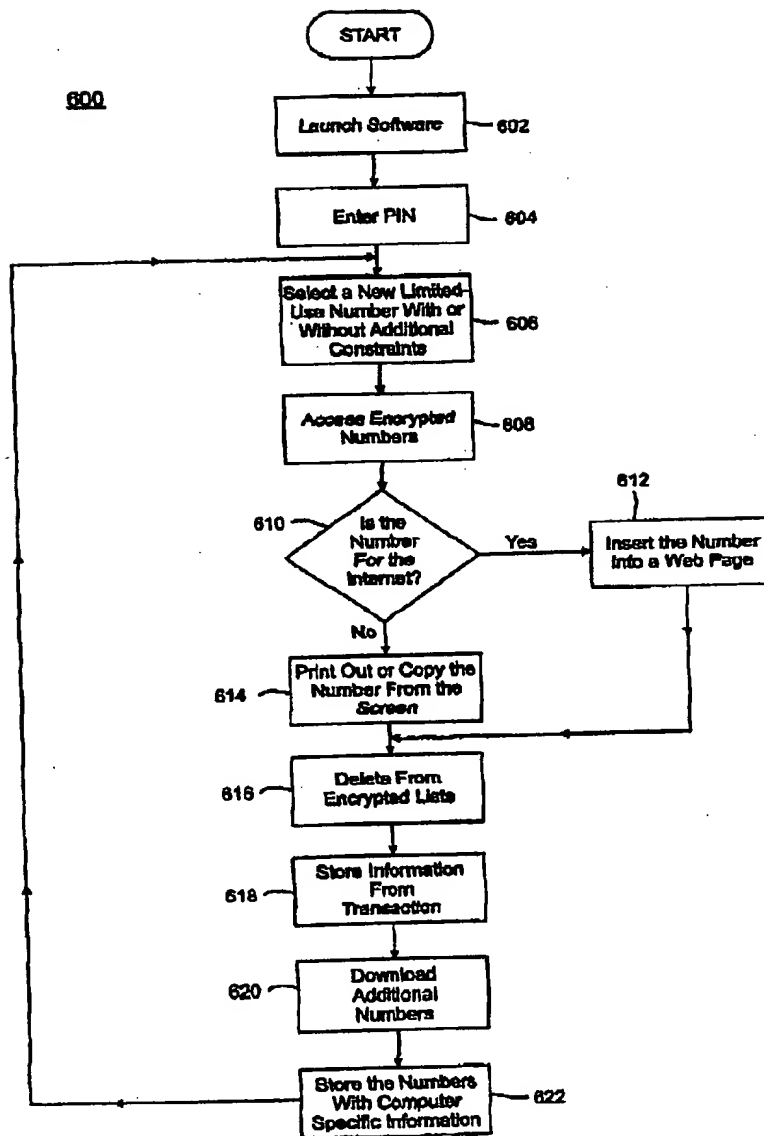 START
600
Launch Software
602
Enter PIN
604
Select a New Limited-
Use Number With or
Without Additional
Constraints
606
Access Encrypted
Numbers
608
610
Is the
Number
For the
Internet?
Yes
612
Insert the Number
Into a Web Page
No
614
Print Out or Copy the
Number From the
Screen
616
Delete From
Encrypted Lists
618
Store Information
From
Transaction
620
Download
Additional
Numbers
Store the Numbers
With Computer
Specific Information
622